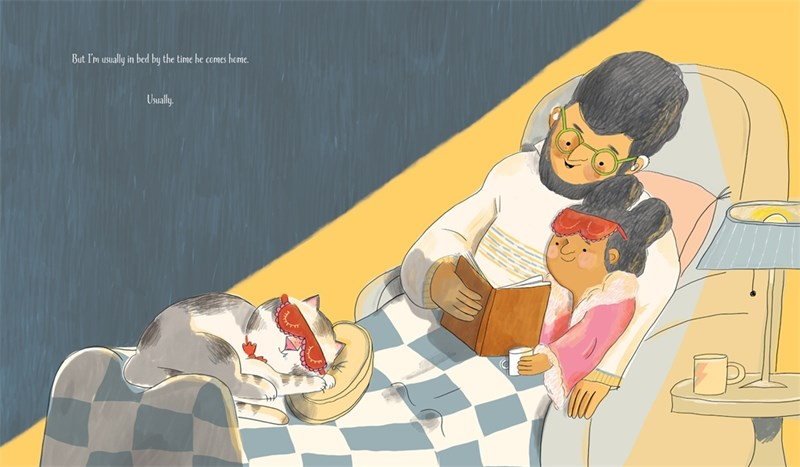 But I'm usually in bed by the time he comes home.
Usually.